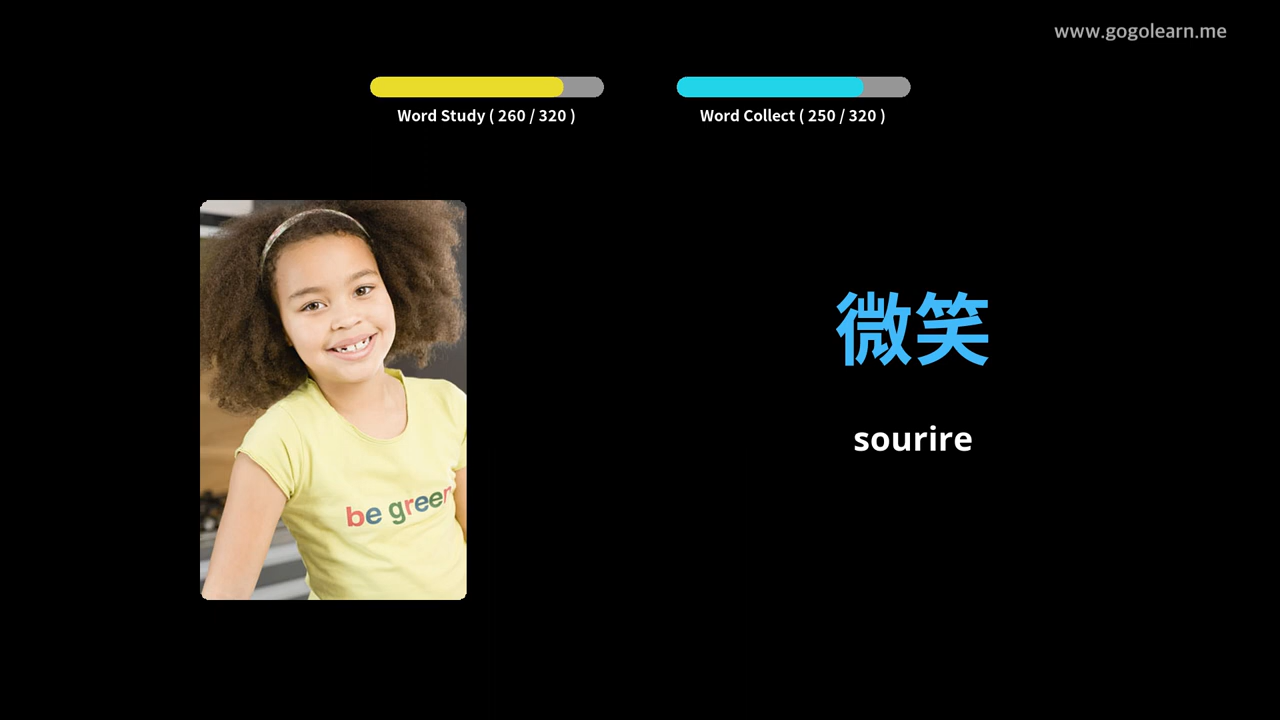 www.gogolearn.me
Word Study ( 260 / 320 )
Word Collect ( 250 / 320 )
微笑
sourire
be green